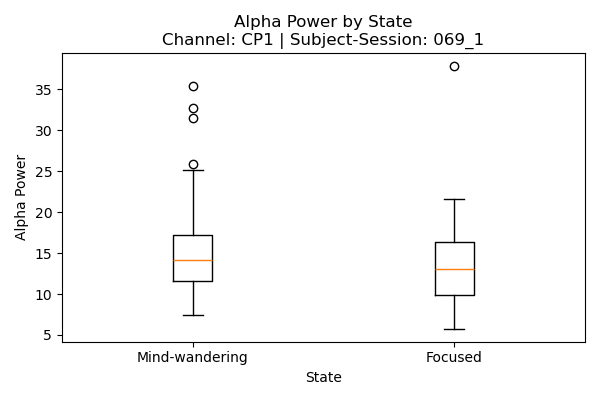 Alpha Power by State
Channel: CP1 | Subject-Session: 069_1
Alpha Power
35
30
25
20
15
10
5
Mind-wandering
Focused
State